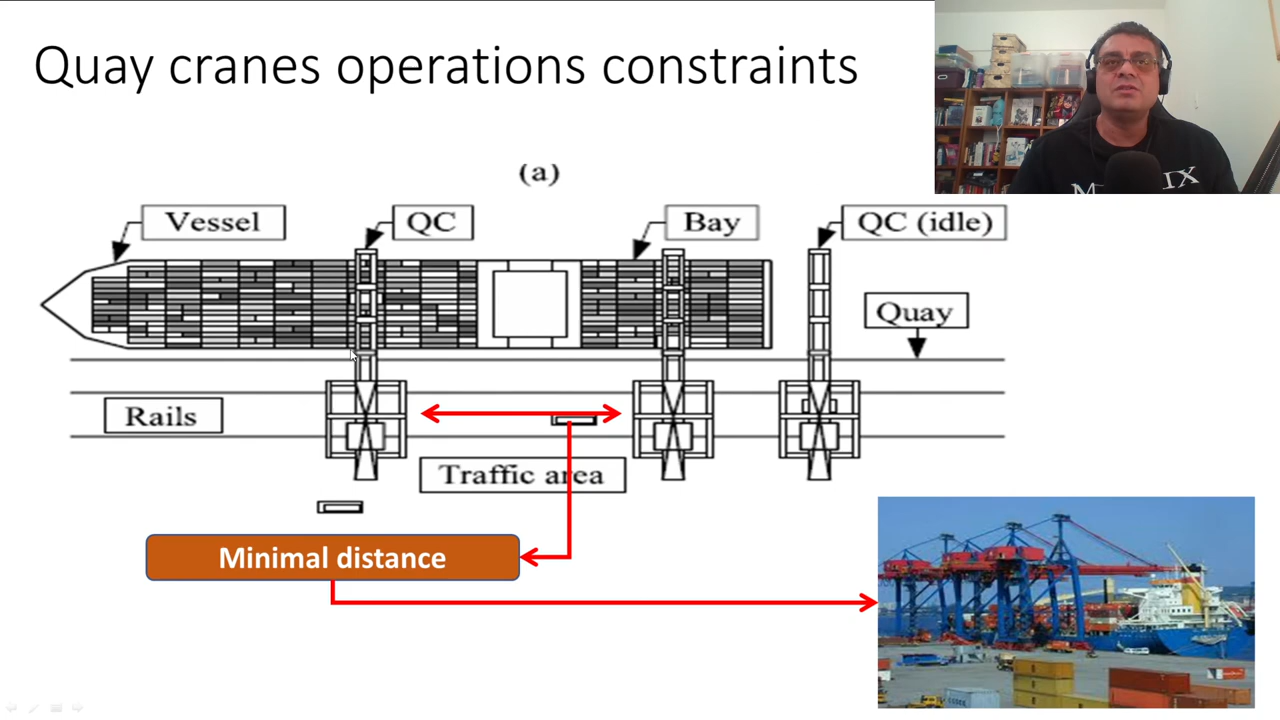 Quay cranes operations constraints
(a)
Vessel
QC
Bay
QC (idle)
Quay
Rails
Traffic area
Minimal distance